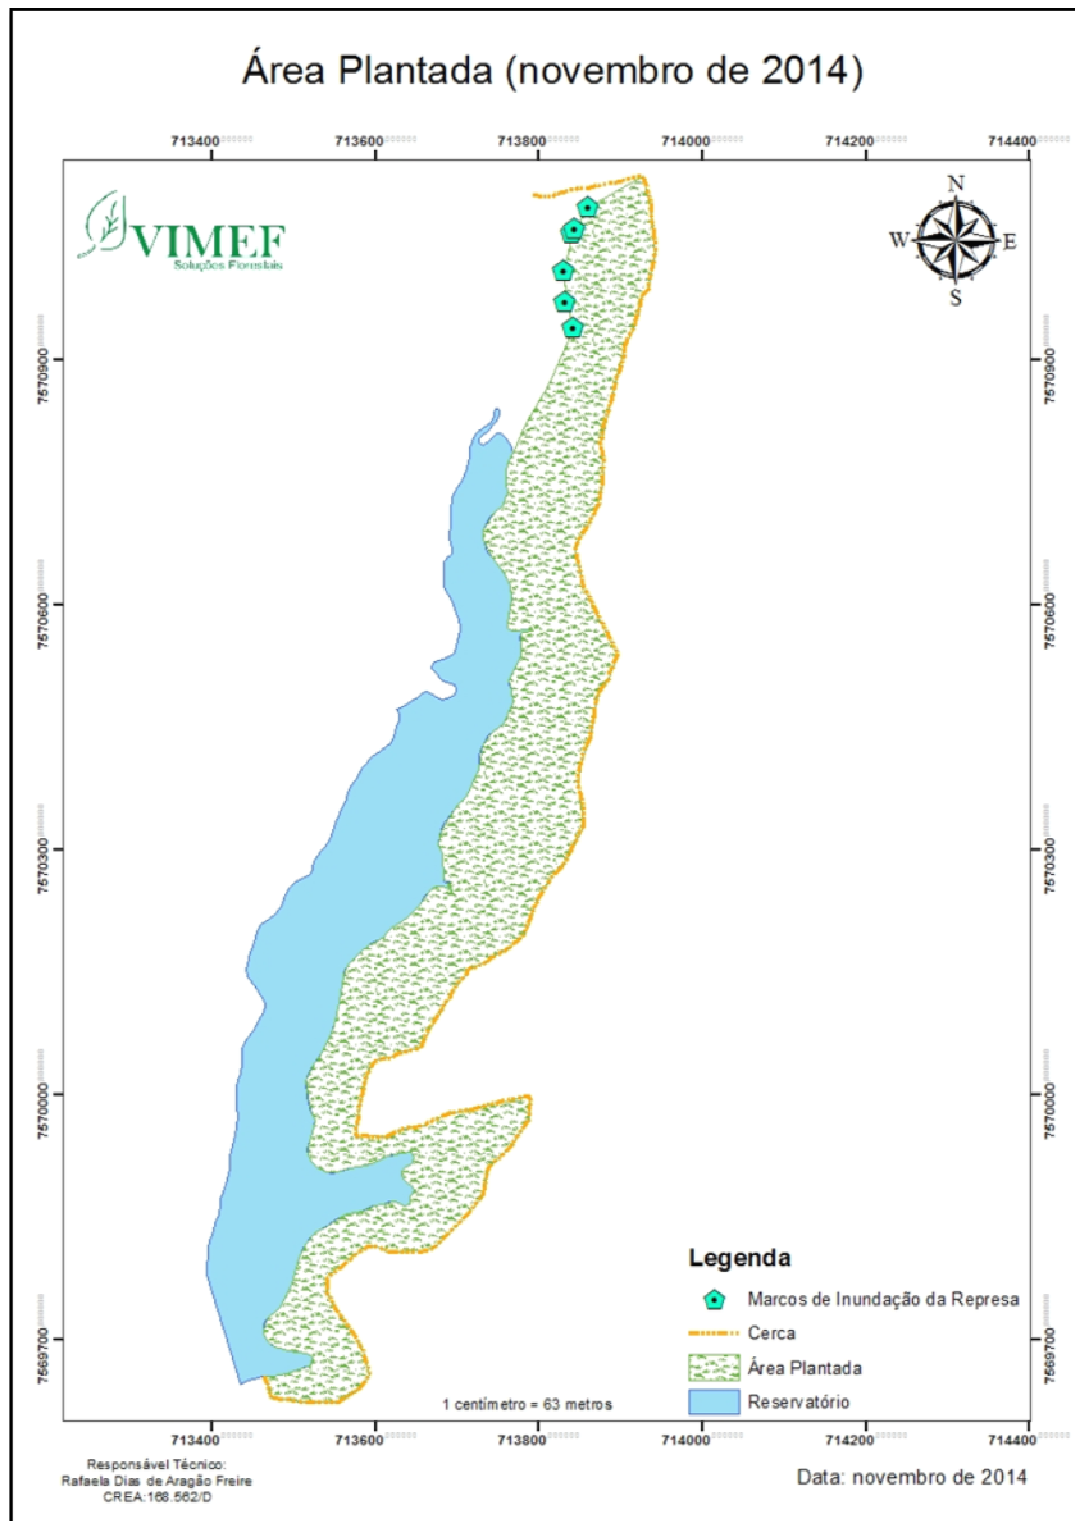 Área Plantada (novembro de 2014)
713400 713600 713800 714000 714200 714400
VIMEF
Soluções Florestais
N
W E
S
7570900 7570900
7570600 7570600
7570300 7570300
7570000 7570000
7569700 7569700
Legenda
Marcos de Inundação da Represa
Cerca
Área Plantada
Reservatório
1 centímetro = 63 metros
713400 713600 713800 714000 714200 714400
Responsável Técnico:
Rafaela Dias de Aragão Freire
CREA:168.562/D
Data: novembro de 2014